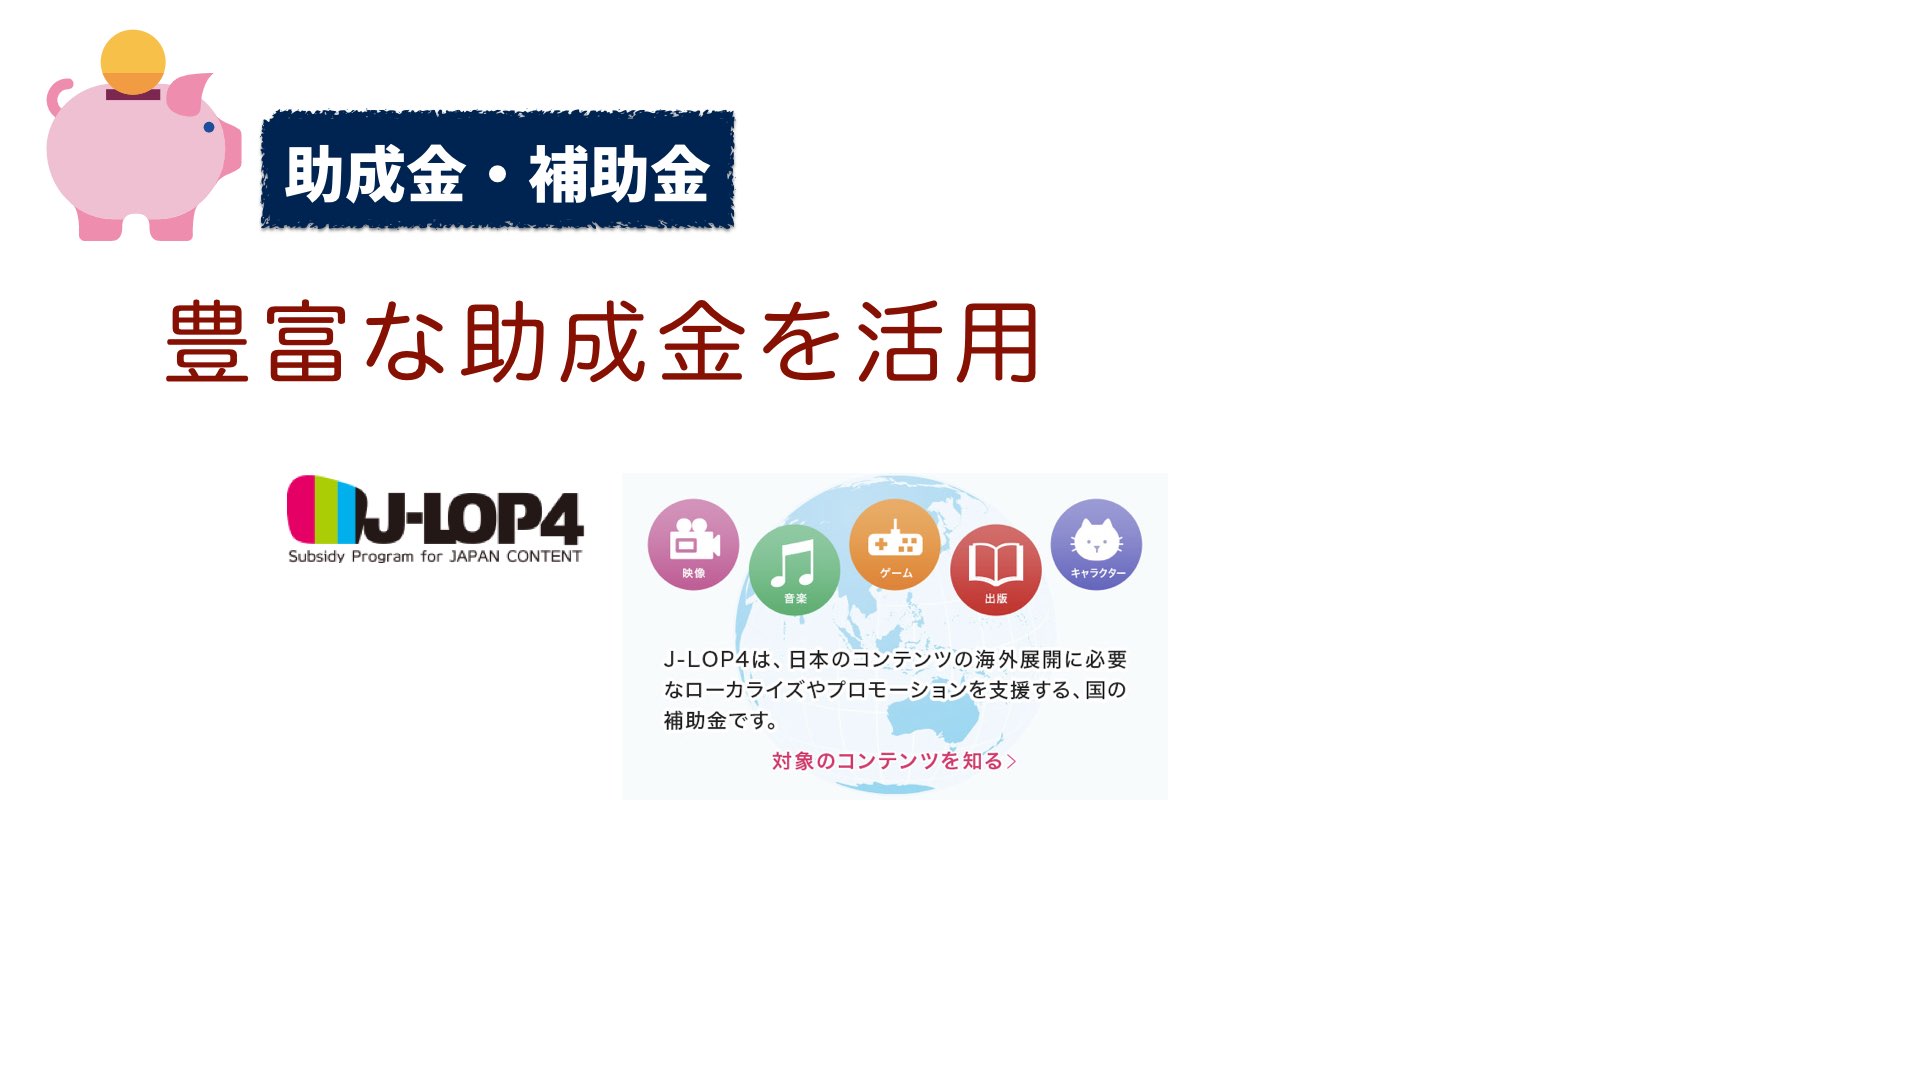 助成金・補助金
豊富な助成金を活用
J-LOP4
Subsidy Program for JAPAN CONTENT
映像
音楽
ゲーム
出版
キャラクター
J-LOP4は、日本のコンテンツの海外展開に必要
なローカライズやプロモーションを支援する、国の
補助金です。
対象のコンテンツを知る>